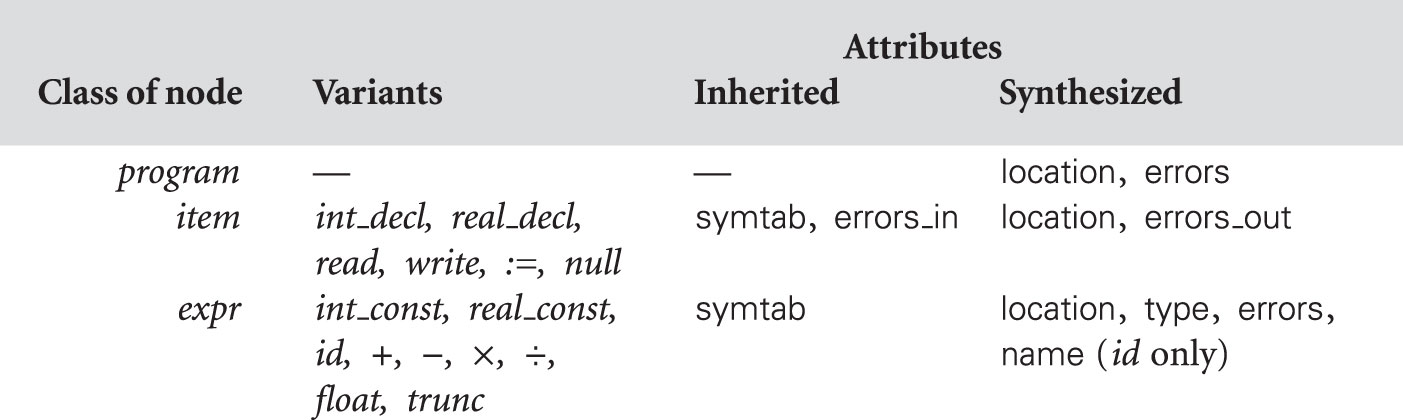 Attributes
Class of node Variants Inherited Synthesized
program — — location, errors
item int_decl, real_decl, symtab, errors_in location, errors_out
read, write, :=, null
expr int_const, real_const, symtab location, type, errors,
id, +, −, ×, ÷, name (id only)
float, trunc